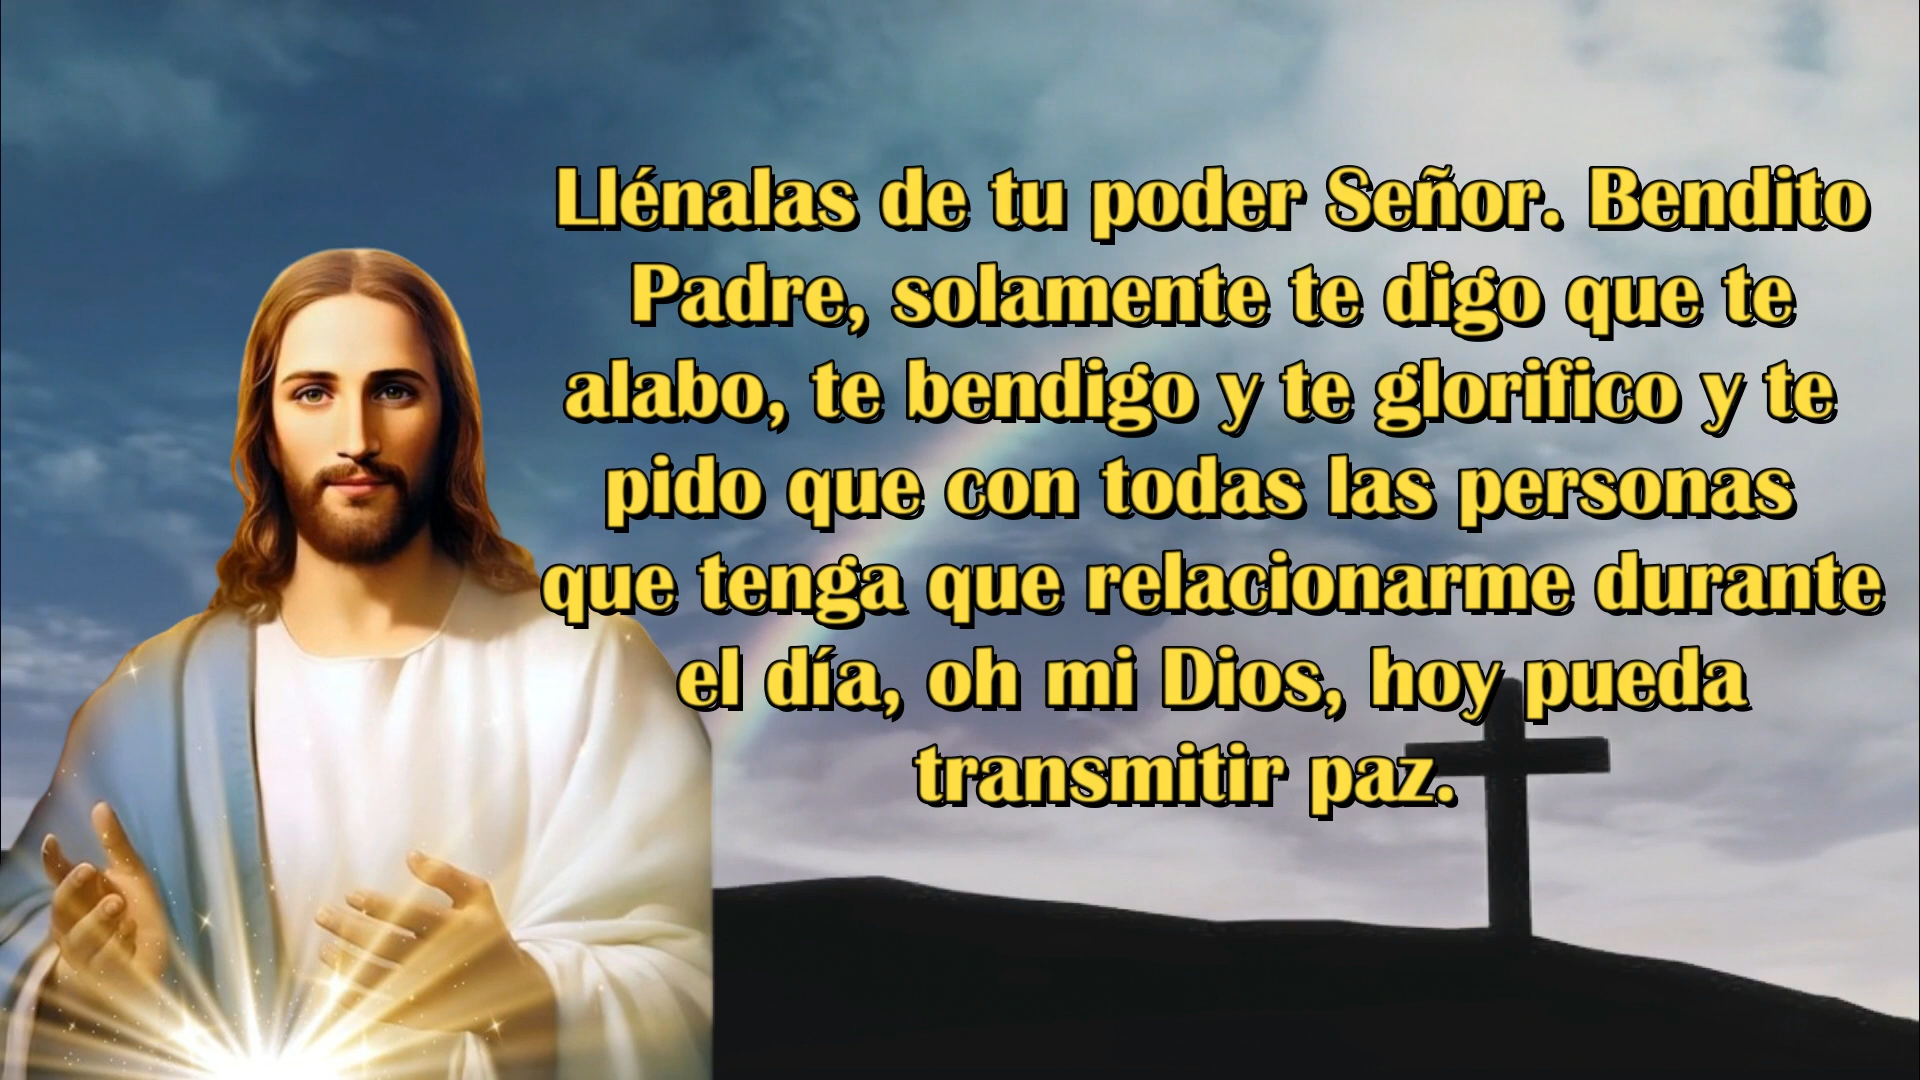 Llénalas de tu poder Señor. Bendito
Padre, solamente te digo que te
alabo, te bendigo y te glorifico y te
pido que con todas las personas
que tenga que relacionarme durante
el día, oh mi Dios, hoy pueda
transmitir paz.